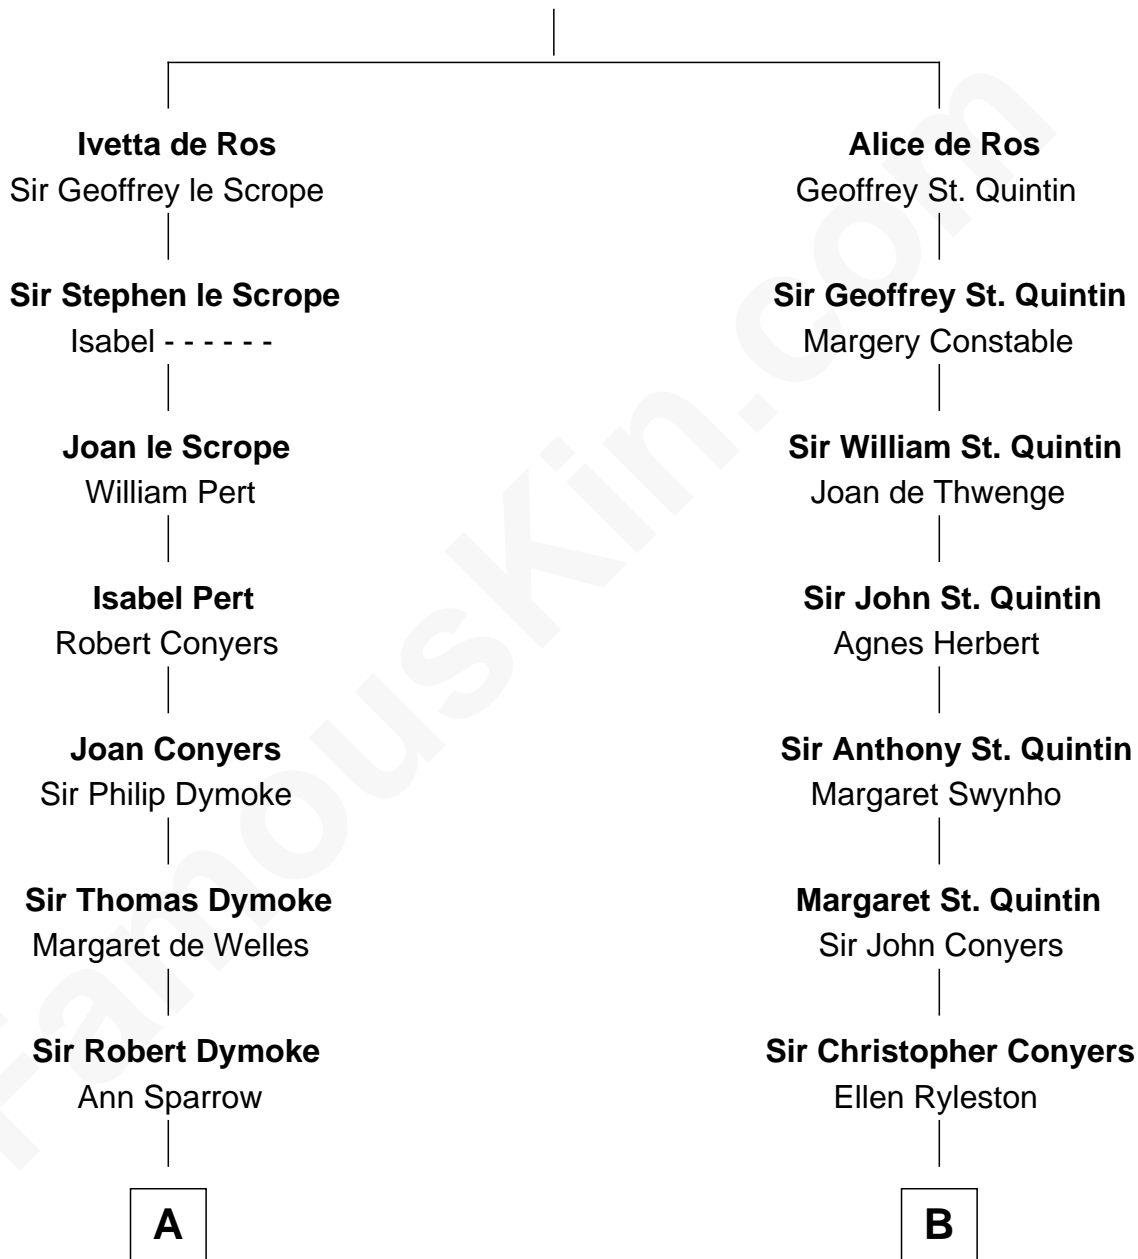 Ivetta de Ros
Sir Geoffrey le Scrope
Sir Stephen le Scrope
Isabel - - - - - -
Joan le Scrope
William Pert
Isabel Pert
Robert Conyers
Joan Conyers
Sir Philip Dymoke
Sir Thomas Dymoke
Margaret de Welles
Sir Robert Dymoke
Ann Sparrow
A
Alice de Ros
Geoffrey St. Quintin
Sir Geoffrey St. Quintin
Margery Constable
Sir William St. Quintin
Joan de Thwenge
Sir John St. Quintin
Agnes Herbert
Sir Anthony St. Quintin
Margaret Swynho
Margaret St. Quintin
Sir John Conyers
Sir Christopher Conyers
Ellen Ryleston
B
FamousKin.com